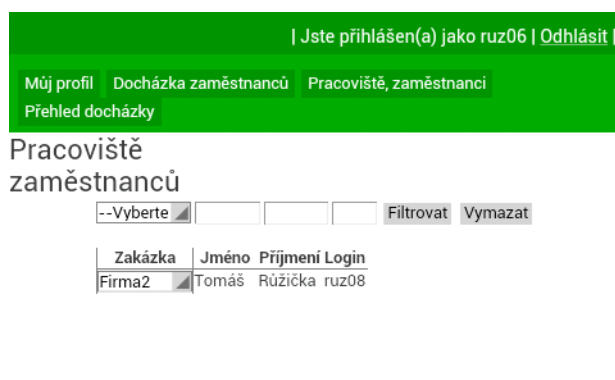 | Jste přihlášen(a) jako ruz06 | Odhlásit |
Můj profil Docházka zaměstnanců Pracoviště, zaměstnanci
Přehled docházky
Pracoviště
zaměstnanců
--Vyberte Filtrovat Vymazat
Zakázka Jméno Příjmení Login
Firma2 Tomáš Růžička ruz08